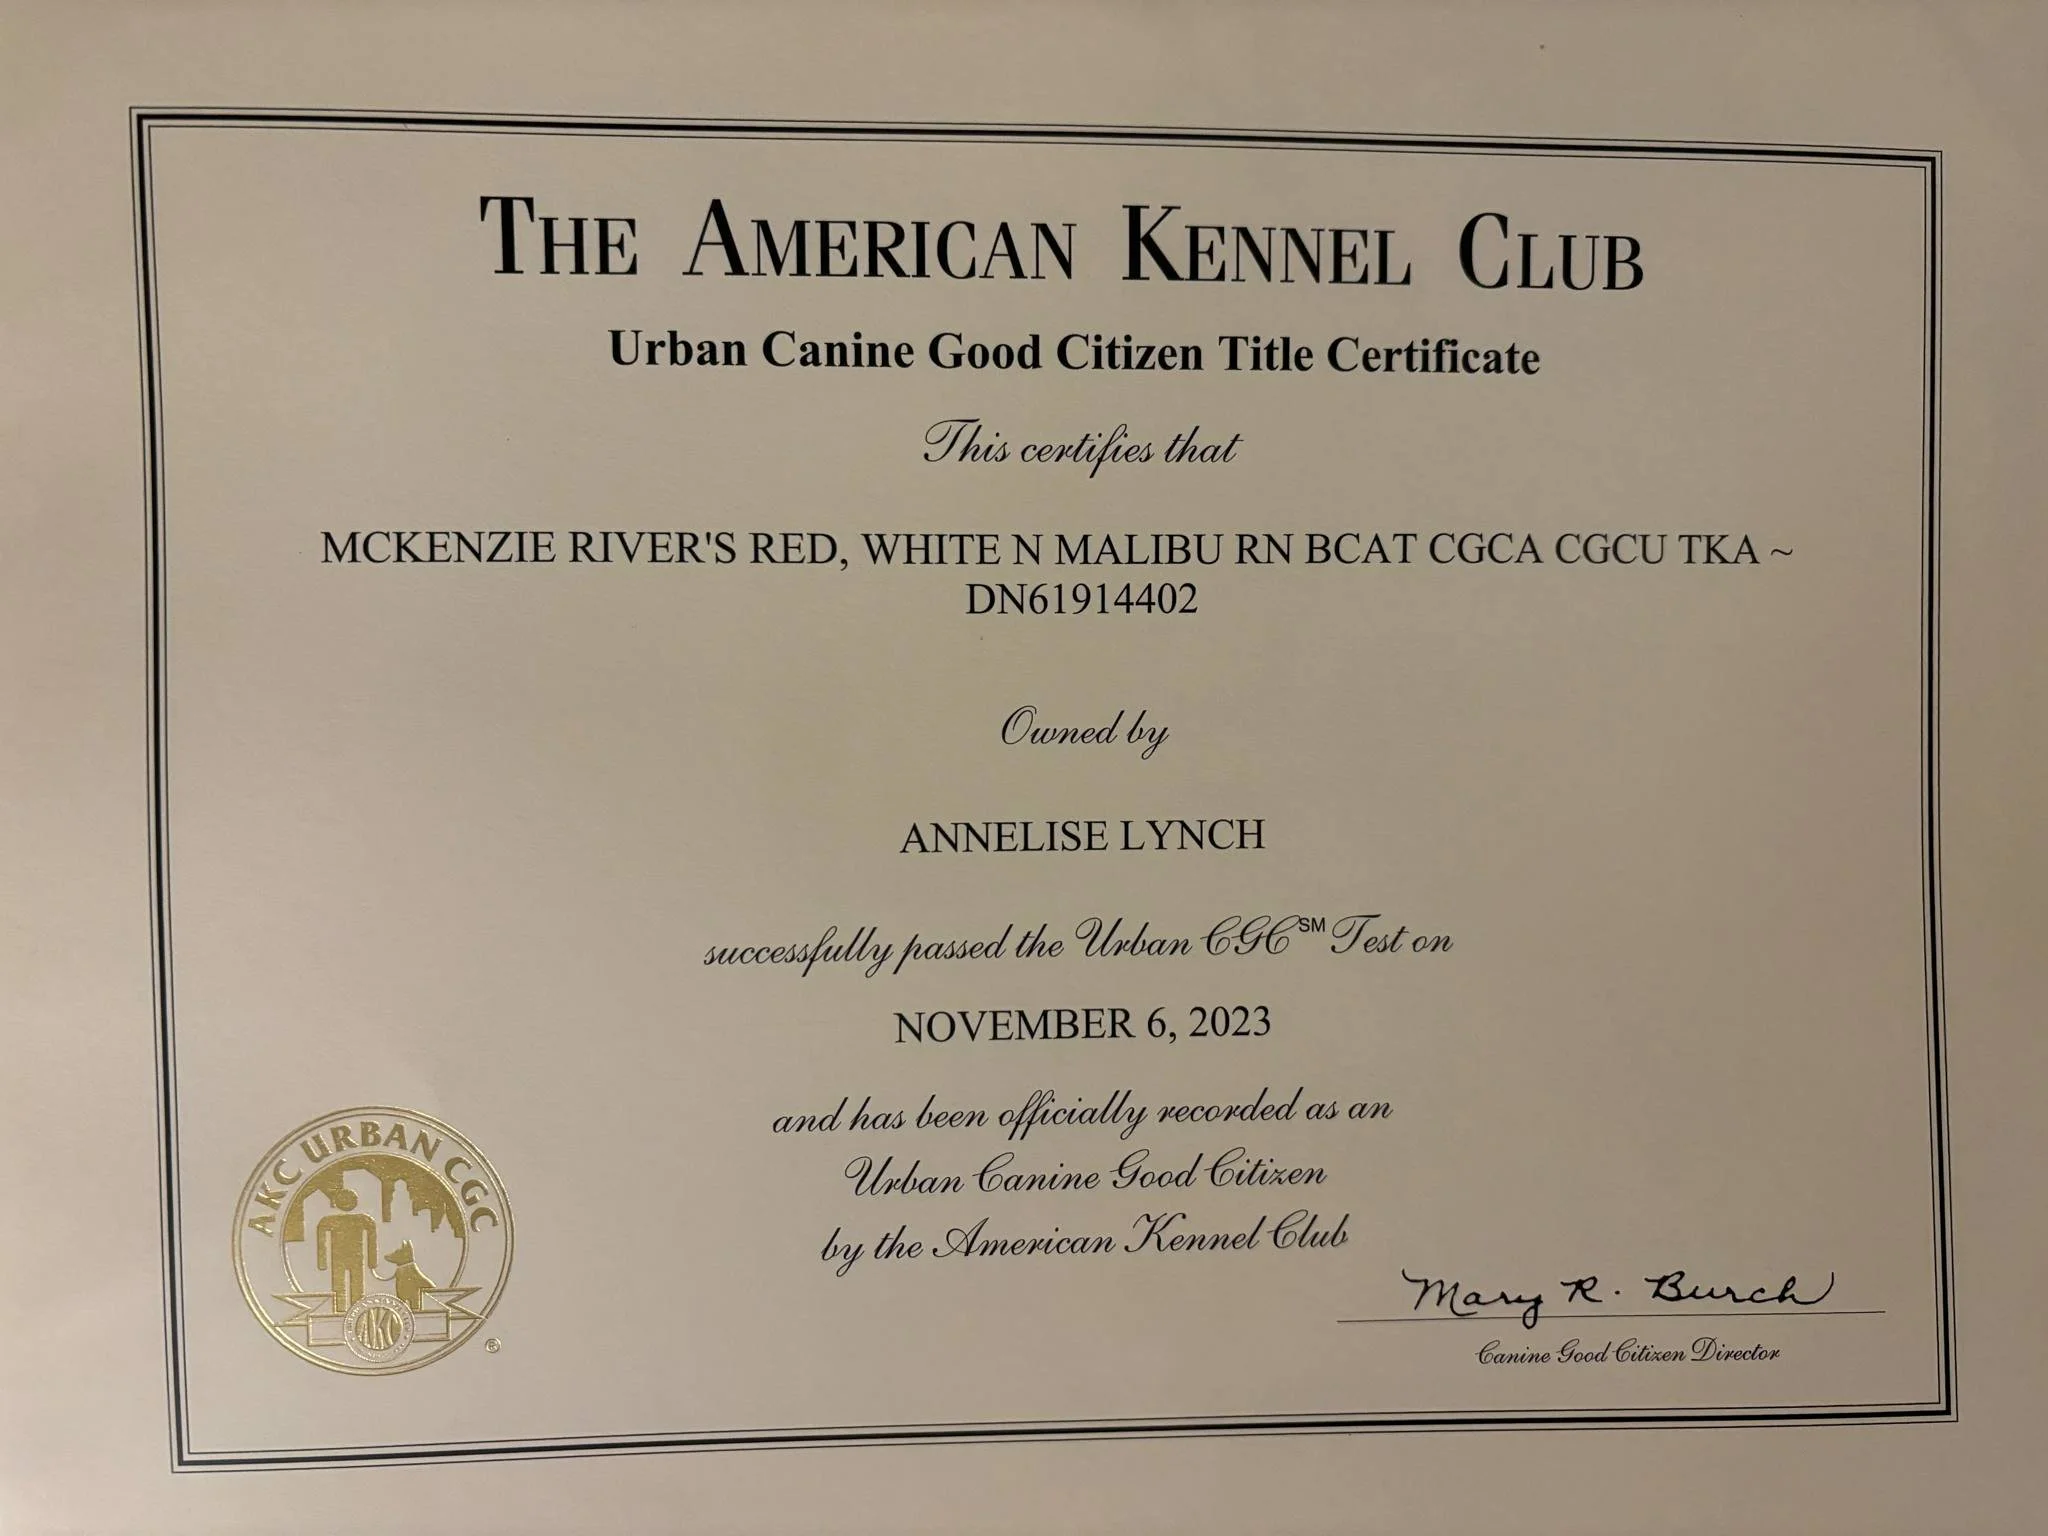 THE AMERICAN KENNEL CLUB
Urban Canine Good Citizen Title Certificate
This certifies that
MCKENZIE RIVER'S RED, WHITE N MALIBU RN BCAT CGCA CGCU TKA ~
DN61914402
Owned by
ANNELISE LYNCH
successfully passed the Urban CGC℠ Test on
NOVEMBER 6, 2023
and has been officially recorded as an
Urban Canine Good Citizen
by the American Kennel Club
AKC URBAN CGC
AKC
®
Mary R. Burch
Canine Good Citizen Director